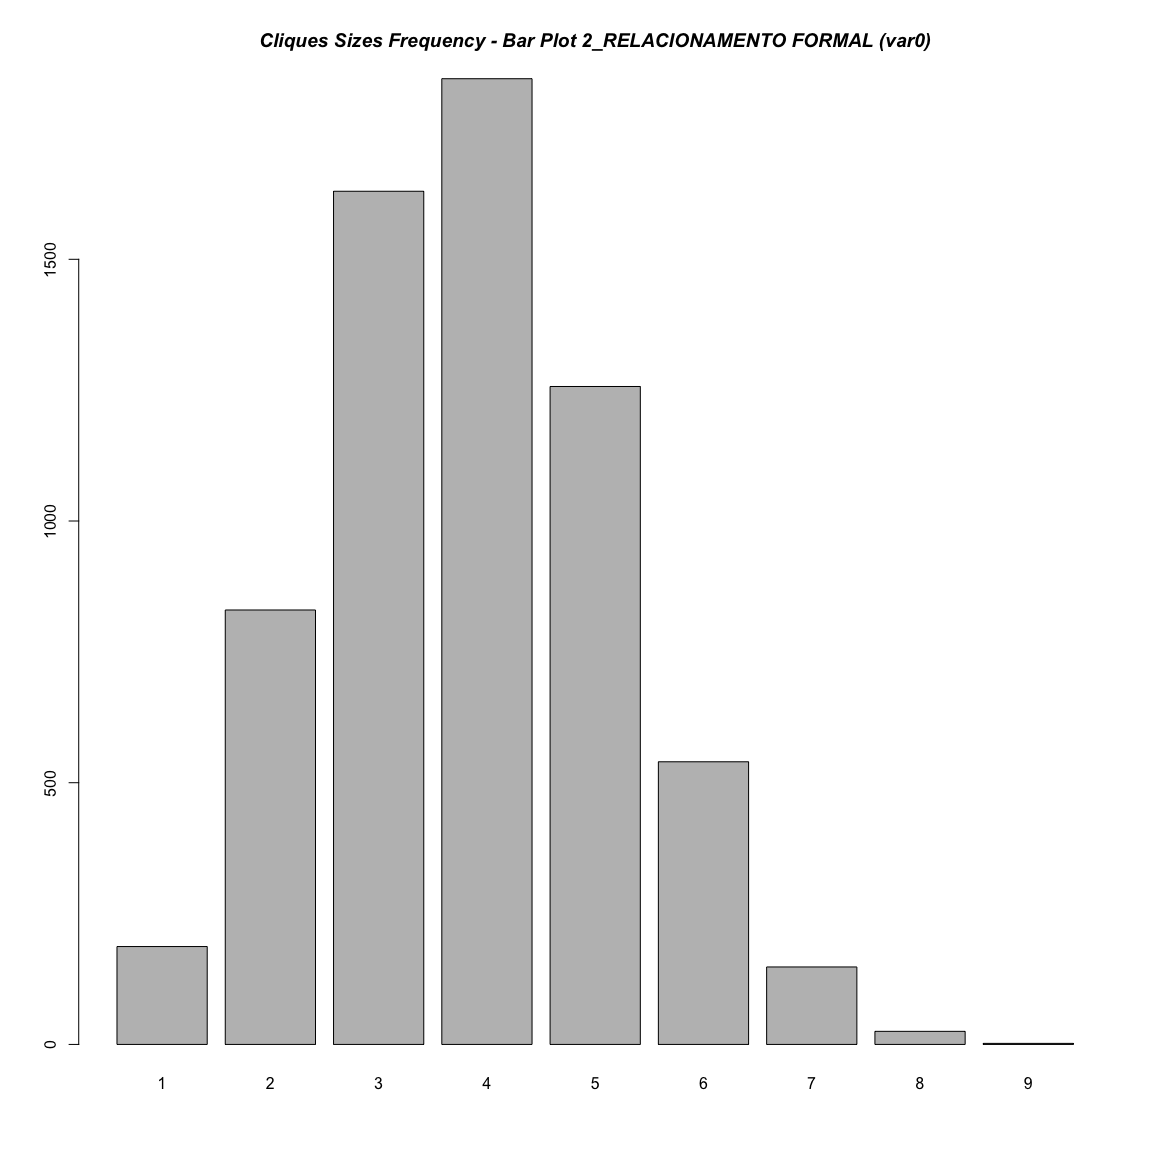 Cliques Sizes Frequency - Bar Plot 2_RELACIONAMENTO FORMAL (var0)
1500
1000
500
0
1 2 3 4 5 6 7 8 9